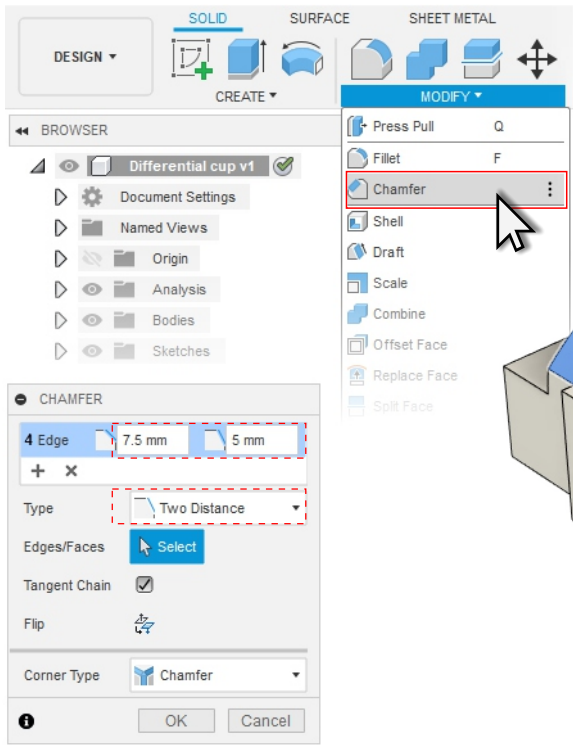 SOLID SURFACE SHEET METAL
DESIGN
CREATE MODIFY
BROWSER
Differential cup v1
Document Settings
Named Views
Origin
Analysis
Bodies
Sketches
Press Pull Q
Fillet F
Chamfer
Shell
Draft
Scale
Combine
Offset Face
Replace Face
Split Face
CHAMFER
4 Edge 7.5 mm 5 mm
Type Two Distance
Edges/Faces Select
Tangent Chain
Flip
Corner Type Chamfer
OK Cancel